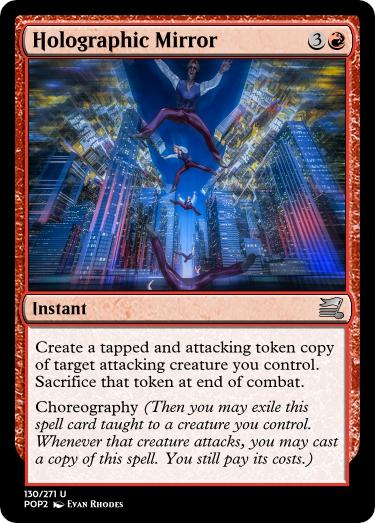 Holographic Mirror 3
Instant
Create a tapped and attacking token copy
of target attacking creature you control.
Sacrifice that token at end of combat.
Choreography (Then you may exile this
spell card taught to a creature you control.
Whenever that creature attacks, you may cast
a copy of this spell. You still pay its costs.)
130/271 U
POP2 Evan Rhodes